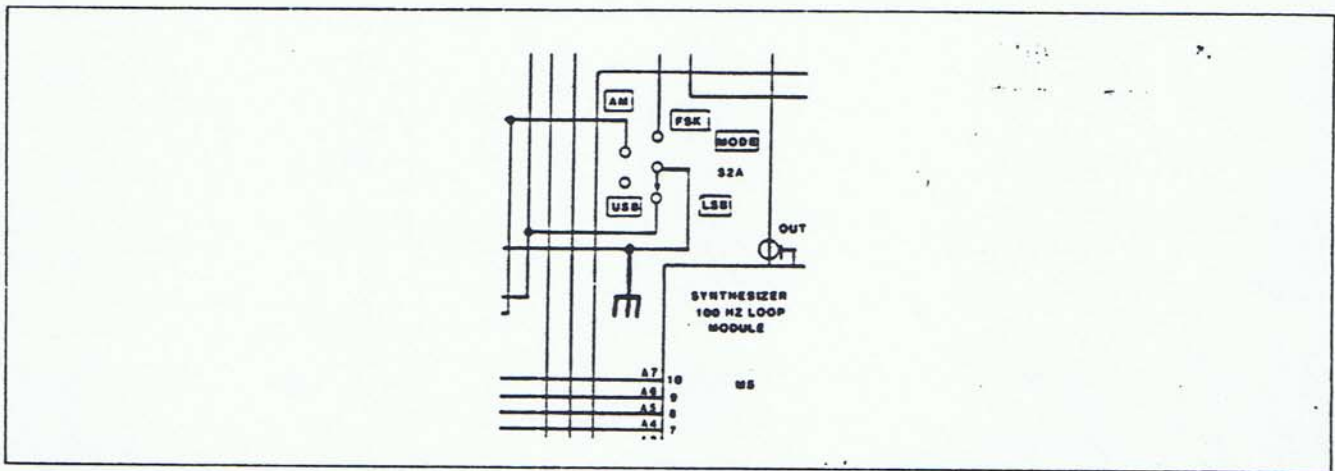 AM
FSK
MODE
S2A
USB
LSB
OUT
SYNTHESIZER
100 HZ LOOP
MODULE
M5
A7 10
A6 9
A5 8
A4 7